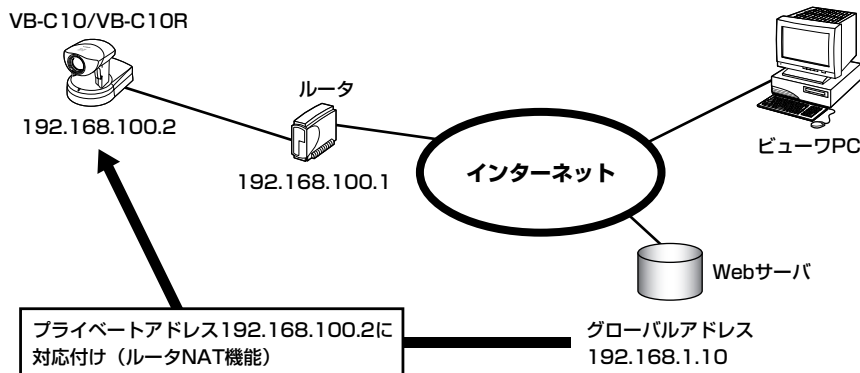 VB-C10/VB-C10R
192.168.100.2
ルータ
192.168.100.1
インターネット
ビューワPC
Webサーバ
プライベートアドレス192.168.100.2に
対応付け（ルータNAT機能）
グローバルアドレス
192.168.1.10